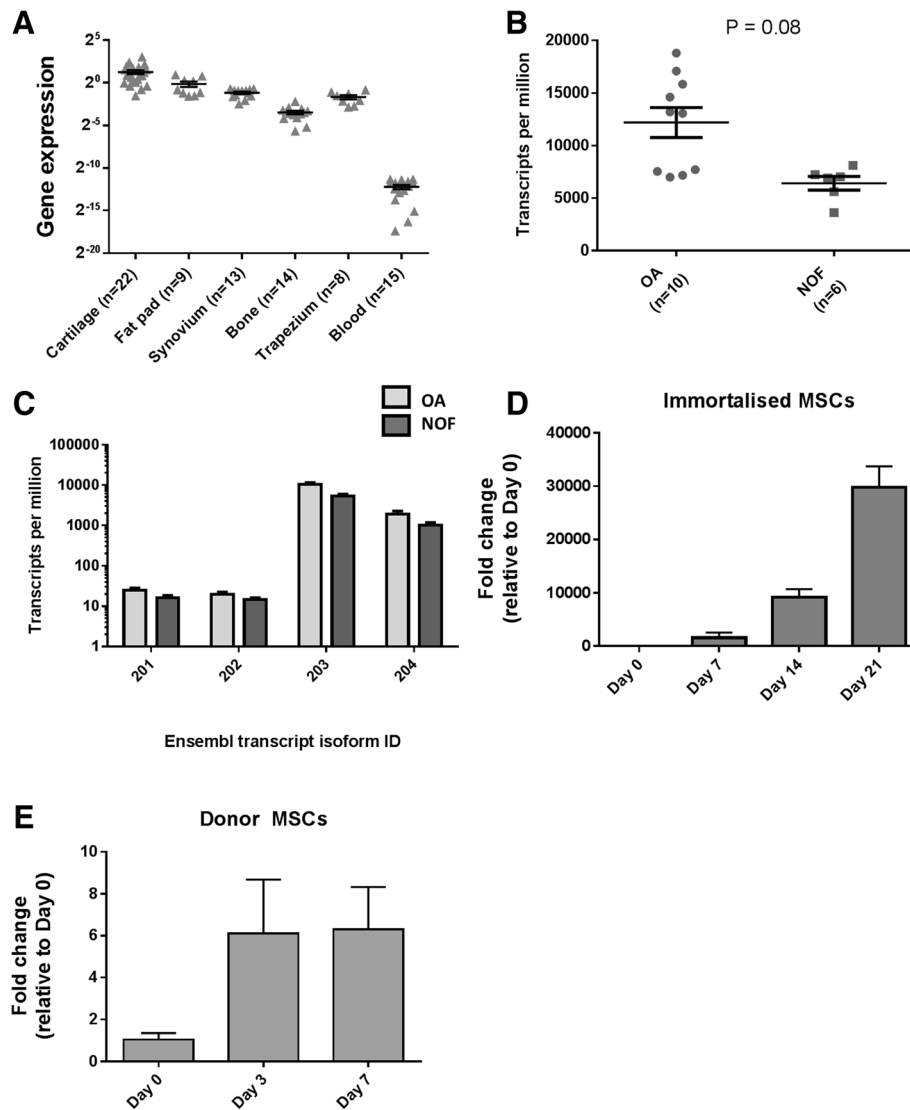 A
Gene expression
2^5
2^0
2^-5
2^-10
2^-15
2^-20
Cartilage (n=22)
Fat pad (n=9)
Synovium (n=13)
Bone (n=14)
Trapezium (n=8)
Blood (n=15)
B
P = 0.08
Transcripts per million
20000
15000
10000
5000
0
OA
(n=10)
NOF
(n=6)
C
OA
NOF
Transcripts per million
100000
10000
1000
100
10
1
201
202
203
204
Ensembl transcript isoform ID
D
Immortalised MSCs
Fold change
(relative to Day 0)
40000
30000
20000
10000
0
Day 0
Day 7
Day 14
Day 21
E
Donor MSCs
Fold change
(relative to Day 0)
10
8
6
4
2
0
Day 0
Day 3
Day 7